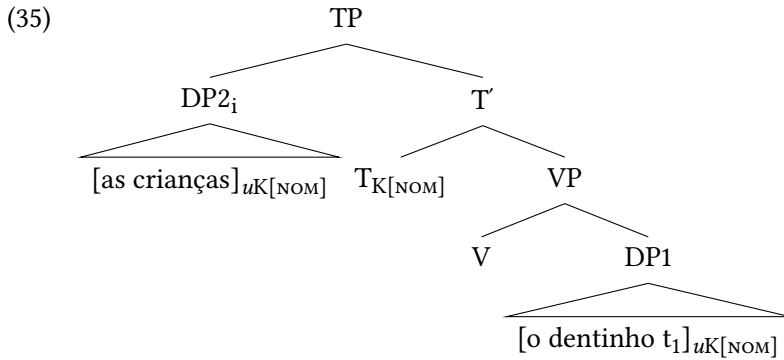 (35) TP
DP2i T′
[as crianças]uK[NOM] TK[NOM] VP
V DP1
[o dentinho t1]uK[NOM]